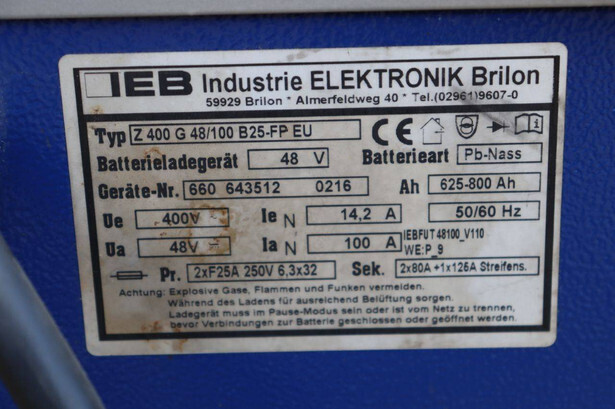 IEB Industrie ELEKTRONIK Brilon
59929 Brilon * Almerfeldweg 40 * Tel.(02961)9607-0
Typ Z 400 G 48/100 B25-FP EU CE
Batterieladegerät 48 V Batterieart Pb-Nass
Geräte-Nr. 660 643512 0216 Ah 625-800 Ah
Ue 400V Ie N 14,2 A 50/60 Hz
Ua 48V Ia N 100 A IEBFUT48100_V110
WE:P_9
Pr. 2xF25A 250V 6,3x32 Sek. 2x80A +1x125A Streifens.
Achtung: Explosive Gase, Flammen und Funken vermeiden.
Während des Ladens für ausreichend Belüftung sorgen.
Ladegerät muss im Pause-Modus sein oder ist vom Netz zu trennen,
bevor Verbindungen zur Batterie geschlossen oder geöffnet werden.